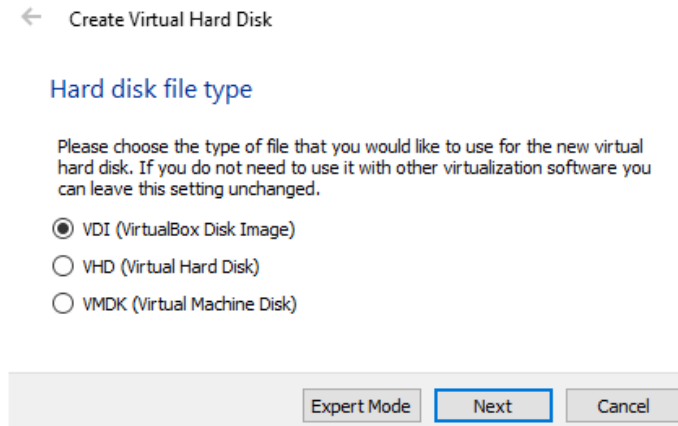 Create Virtual Hard Disk
Hard disk file type
Please choose the type of file that you would like to use for the new virtual
hard disk. If you do not need to use it with other virtualization software you
can leave this setting unchanged.
VDI (VirtualBox Disk Image)
VHD (Virtual Hard Disk)
VMDK (Virtual Machine Disk)
Expert Mode Next Cancel